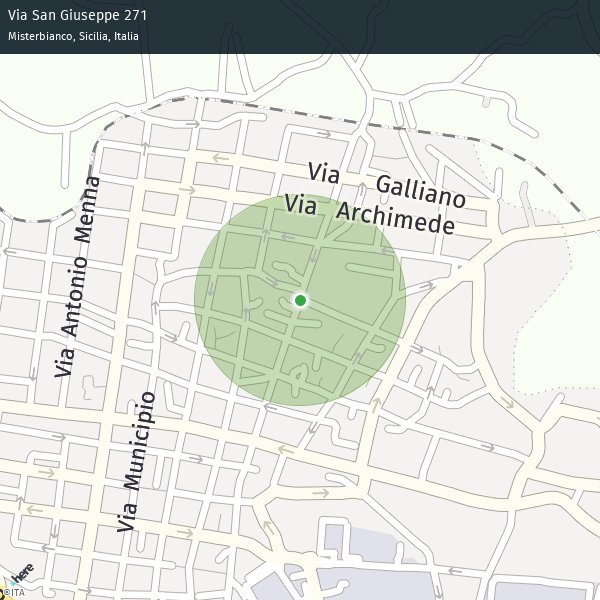 Via San Giuseppe 271
Misterbianco, Sicilia, Italia
Via Galliano
Via Archimede
Via Antonio Menna
Via Municipio
here
©ITA